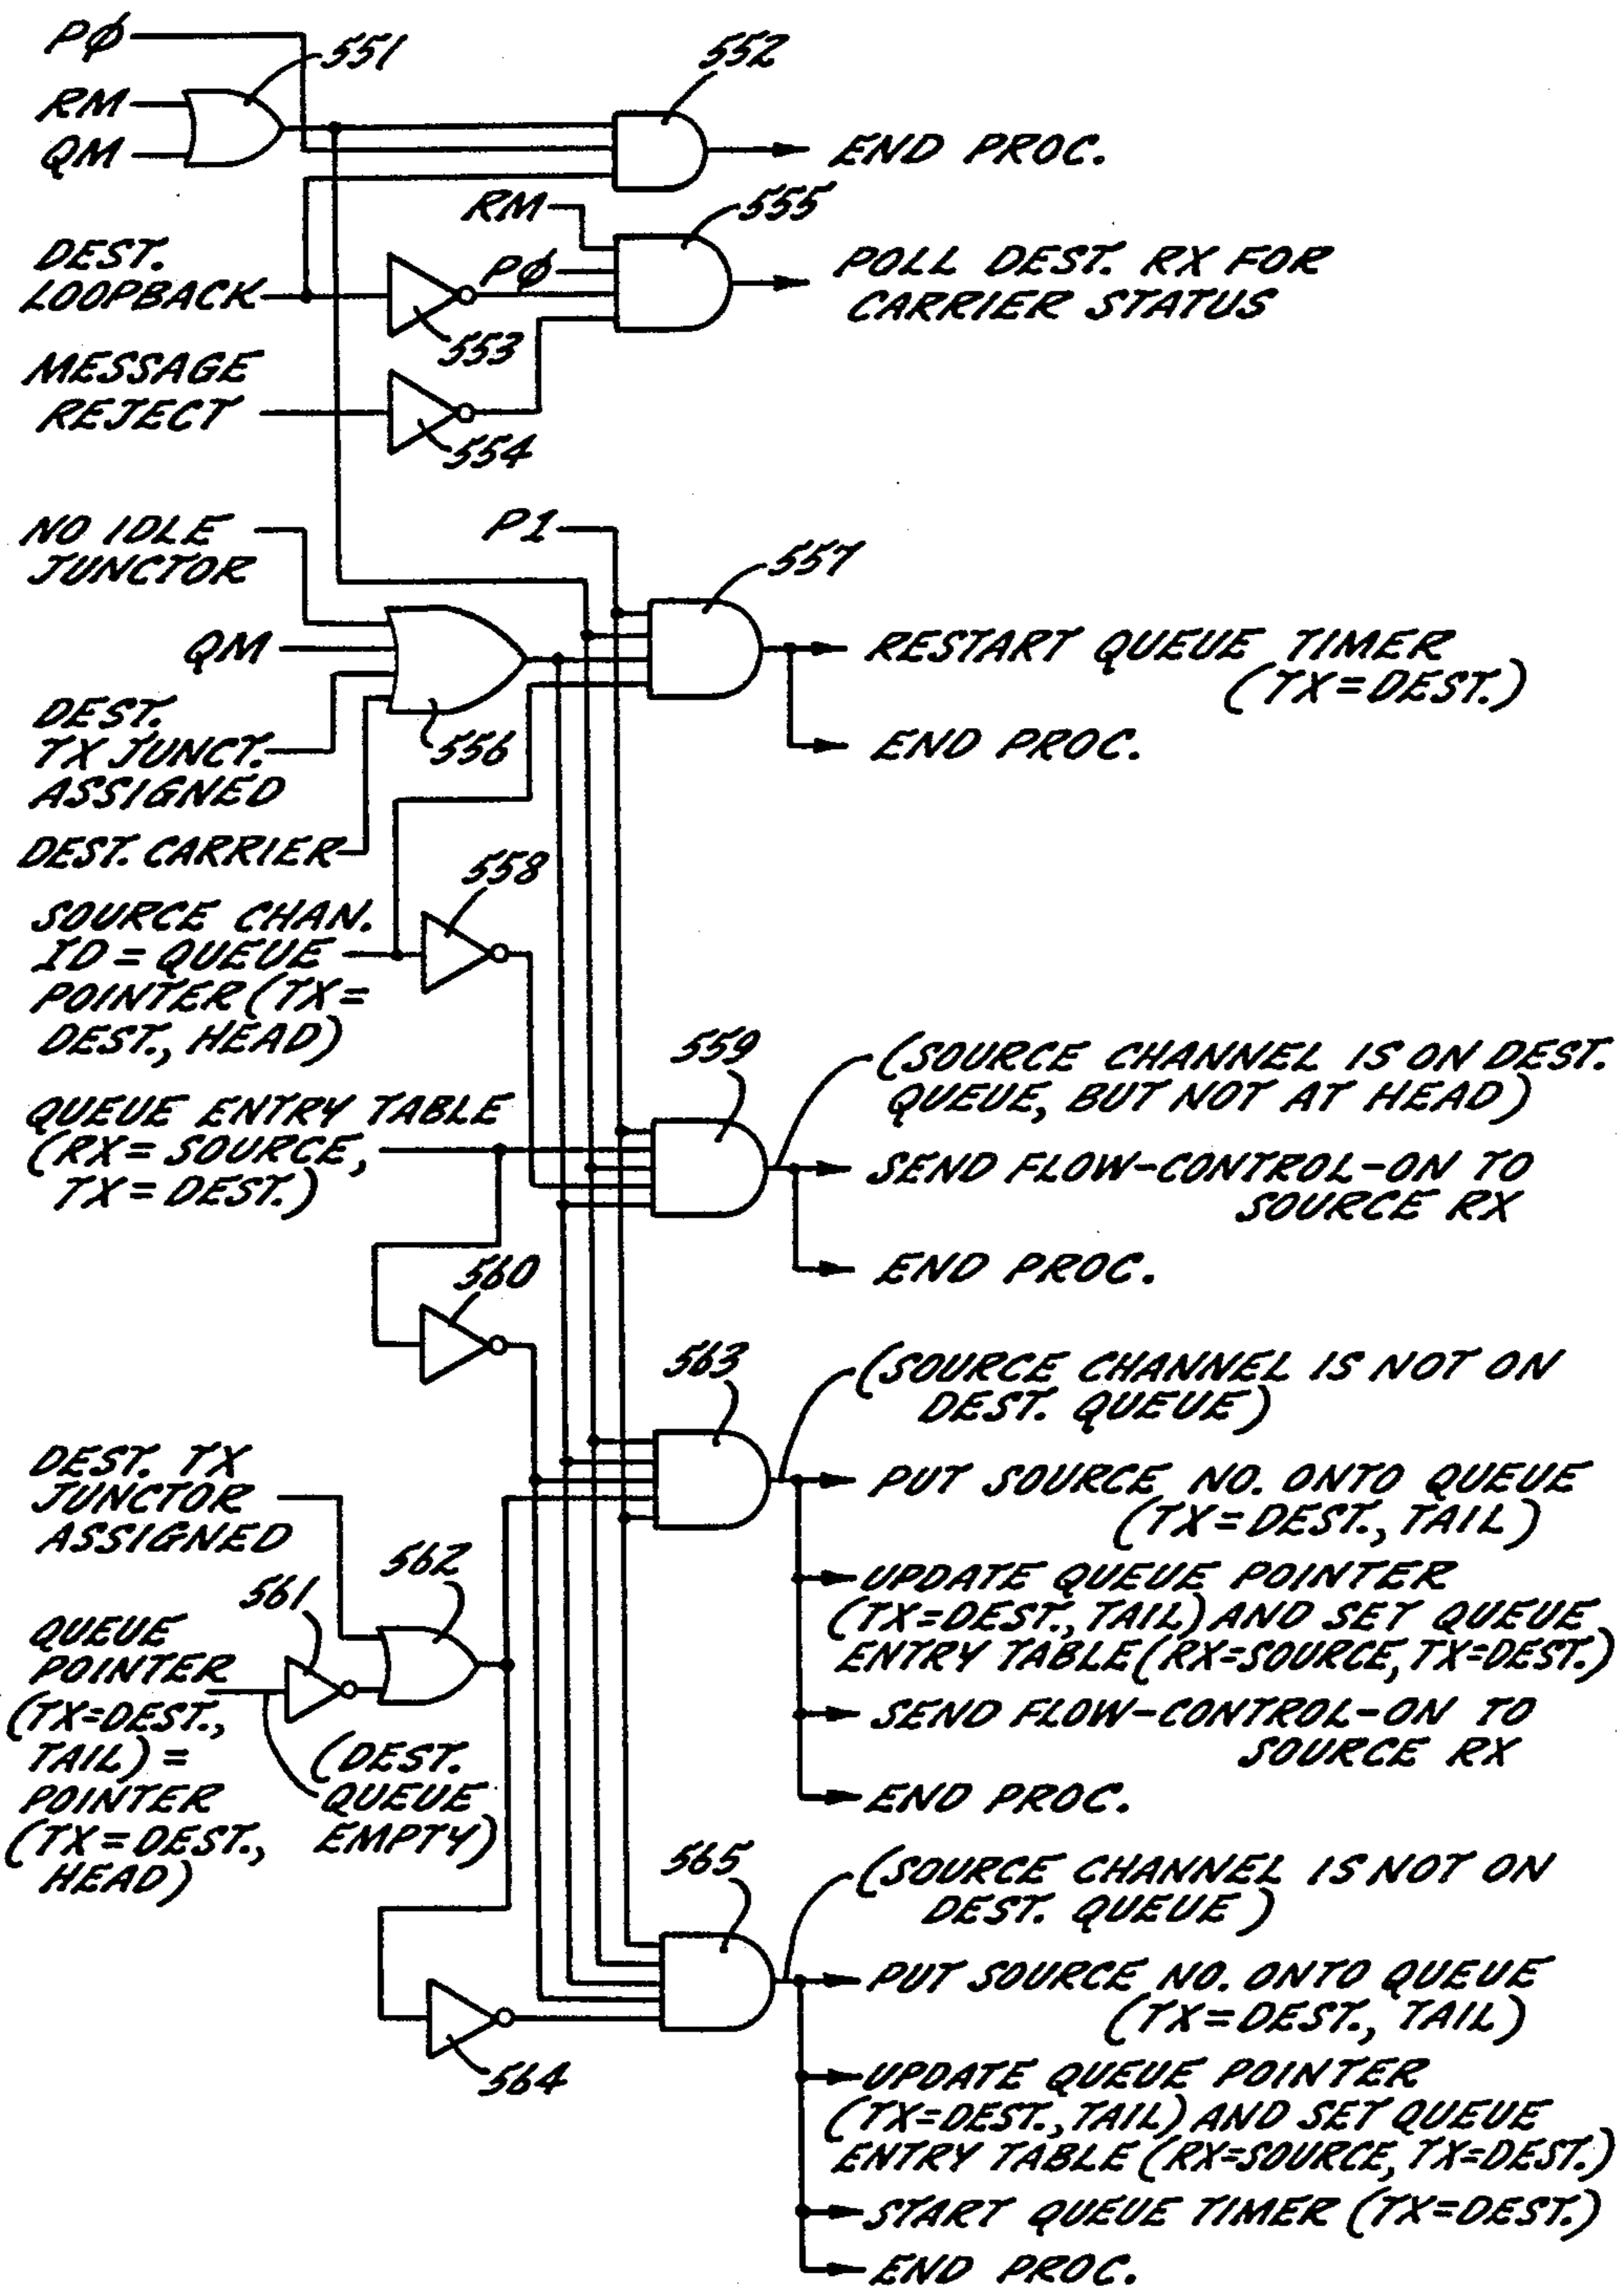 PØ
551
552
RM
QM
END PROC.
RM
555
DEST.
LOOPBACK
PØ
553
POLL DEST. RX FOR
CARRIER STATUS
MESSAGE
REJECT
554
NO IDLE
JUNCTOR
P1
557
QM
RESTART QUEUE TIMER
(TX=DEST.)
DEST.
TX JUNCT.
ASSIGNED
556
END PROC.
DEST. CARRIER
558
SOURCE CHAN.
ID = QUEUE
POINTER (TX=
DEST., HEAD)
559
(SOURCE CHANNEL IS ON DEST.
QUEUE, BUT NOT AT HEAD)
QUEUE ENTRY TABLE
(RX= SOURCE,
TX= DEST.)
SEND FLOW-CONTROL-ON TO
SOURCE RX
560
END PROC.
563
(SOURCE CHANNEL IS NOT ON
DEST. QUEUE)
DEST. TX
JUNCTOR
ASSIGNED
PUT SOURCE NO. ONTO QUEUE
(TX=DEST., TAIL)
562
561
UPDATE QUEUE POINTER
(TX=DEST., TAIL) AND SET QUEUE
ENTRY TABLE (RX=SOURCE, TX=DEST.)
QUEUE
POINTER
(TX=DEST.,
TAIL) =
POINTER
(TX=DEST.,
HEAD)
(DEST.
QUEUE
EMPTY)
SEND FLOW-CONTROL-ON TO
SOURCE RX
END PROC.
565
(SOURCE CHANNEL IS NOT ON
DEST. QUEUE)
PUT SOURCE NO. ONTO QUEUE
(TX=DEST., TAIL)
564
UPDATE QUEUE POINTER
(TX=DEST., TAIL) AND SET QUEUE
ENTRY TABLE (RX=SOURCE, TX=DEST.)
START QUEUE TIMER (TX=DEST.)
END PROC.